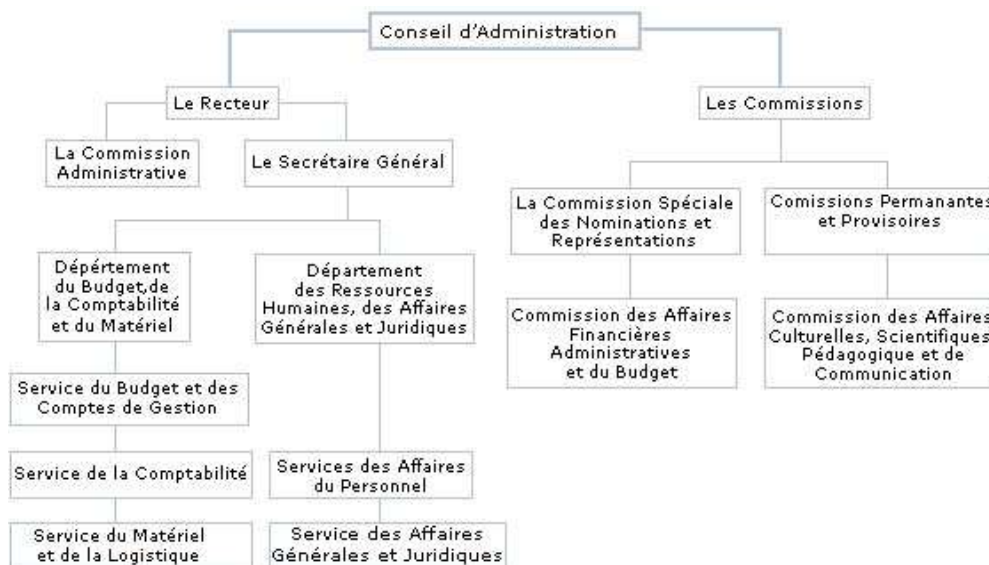 Conseil d'Administration
Le Recteur
Les Commissions
La Commission
Administrative
Le Secrétaire Général
La Commission Spéciale
des Nominations et
Représentations
Comissions Permanantes
et Provisoires
Dépértement
du Budget,de
la Comptabilité
et du Matériel
Département
des Ressources
Humaines, des Affaires
Générales et Juridiques
Commission des Affaires
Financières
Administratives
et du Budget
Commission des Affaires
Culturelles, Scientifiques
Pédagogique et de
Communication
Service du Budget et des
Comptes de Gestion
Service de la Comptabilité
Services des Affaires
du Personnel
Service du Matériel
et de la Logistique
Service des Affaires
Générales et Juridiques